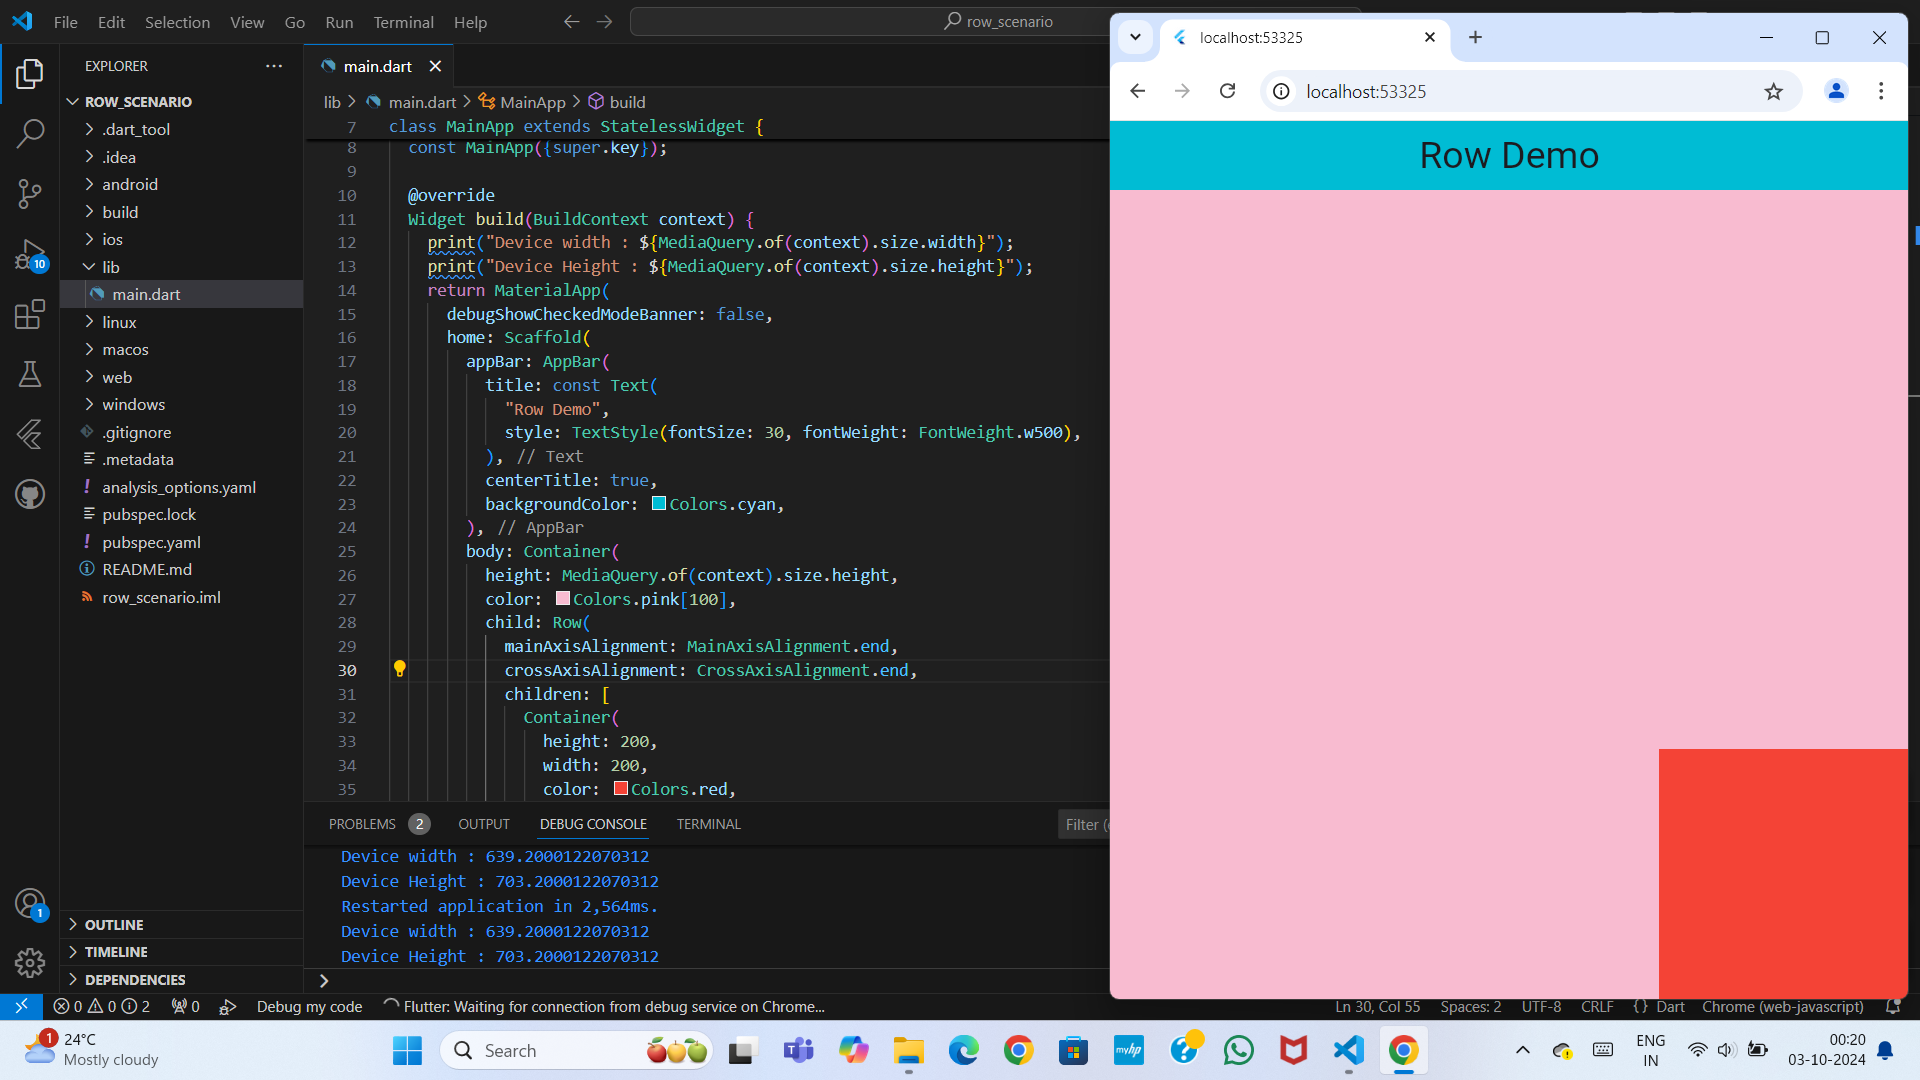 File Edit Selection View Go Run Terminal Help
row_scenario
EXPLORER
ROW_SCENARIO
.dart_tool
.idea
android
build
ios
lib
main.dart
linux
macos
web
windows
.gitignore
.metadata
analysis_options.yaml
pubspec.lock
pubspec.yaml
README.md
row_scenario.iml
OUTLINE
TIMELINE
DEPENDENCIES
10
1
main.dart
lib > main.dart > MainApp > build
7 class MainApp extends StatelessWidget {
8 const MainApp({super.key});
9
10 @override
11 Widget build(BuildContext context) {
12 print("Device width : ${MediaQuery.of(context).size.width}");
13 print("Device Height : ${MediaQuery.of(context).size.height}");
14 return MaterialApp(
15 debugShowCheckedModeBanner: false,
16 home: Scaffold(
17 appBar: AppBar(
18 title: const Text(
19 "Row Demo",
20 style: TextStyle(fontSize: 30, fontWeight: FontWeight.w500),
21 ), // Text
22 centerTitle: true,
23 backgroundColor: Colors.cyan,
24 ), // AppBar
25 body: Container(
26 height: MediaQuery.of(context).size.height,
27 color: Colors.pink[100],
28 child: Row(
29 mainAxisAlignment: MainAxisAlignment.end,
30 crossAxisAlignment: CrossAxisAlignment.end,
31 children: [
32 Container(
33 height: 200,
34 width: 200,
35 color: Colors.red,
PROBLEMS 2 OUTPUT DEBUG CONSOLE TERMINAL Filter (
Device width : 639.2000122070312
Device Height : 703.2000122070312
Restarted application in 2,564ms.
Device width : 639.2000122070312
Device Height : 703.2000122070312
>
localhost:53325
localhost:53325
Row Demo
0 0 2 0 Debug my code Flutter: Waiting for connection from debug service on Chrome... Ln 30, Col 55 Spaces: 2 UTF-8 CRLF {} Dart Chrome (web-javascript)
1
24°C
Mostly cloudy
Search
myhp
ENG
IN
00:20
03-10-2024